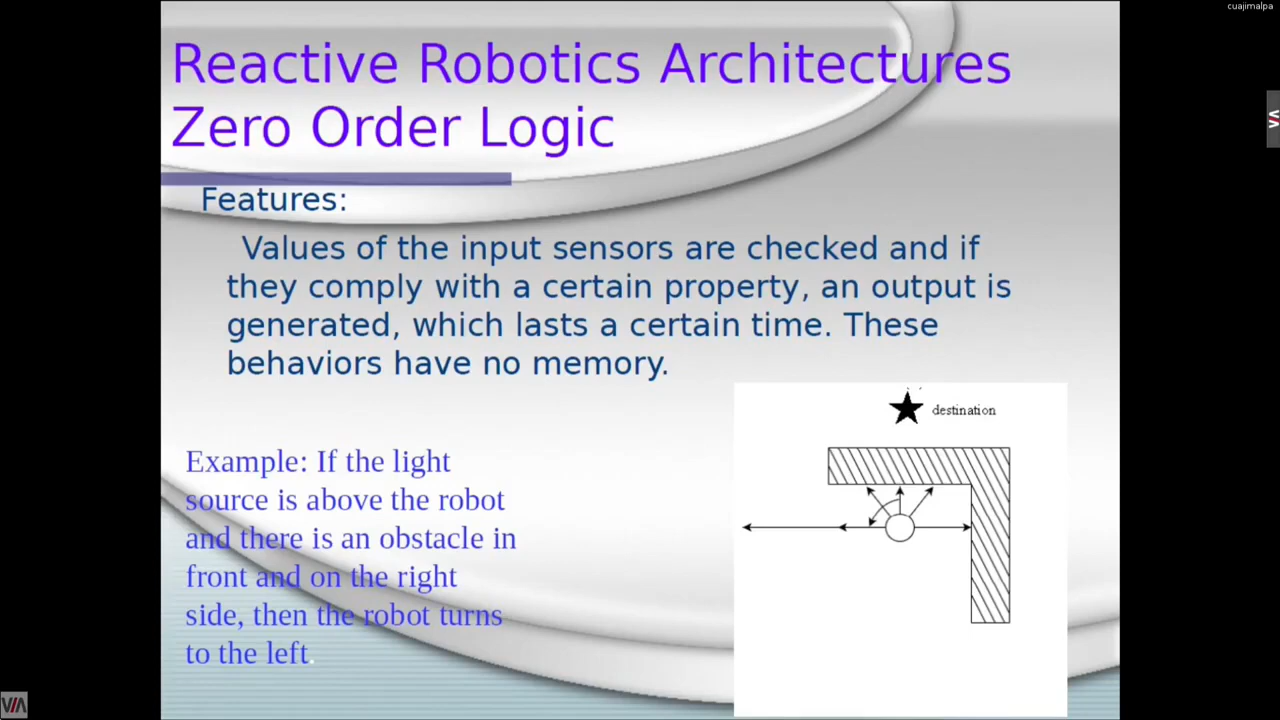 cuajimalpa
Reactive Robotics Architectures
Zero Order Logic
Features:
Values of the input sensors are checked and if
they comply with a certain property, an output is
generated, which lasts a certain time. These
behaviors have no memory.
destination
Example: If the light
source is above the robot
and there is an obstacle in
front and on the right
side, then the robot turns
to the left.
VIA